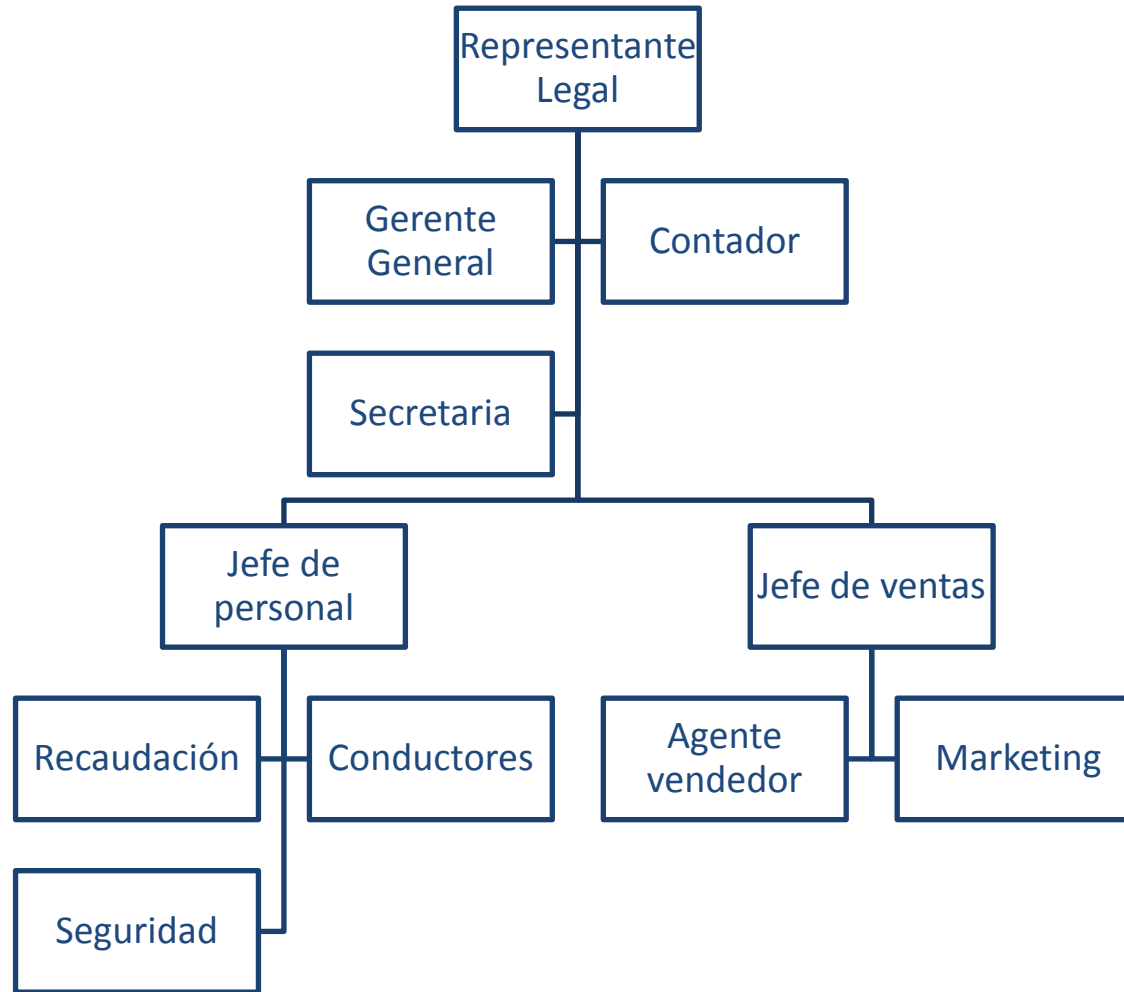 Representante
Legal
Gerente
General
Contador
Secretaria
Jefe de
personal
Jefe de ventas
Recaudación
Conductores
Agente
vendedor
Marketing
Seguridad